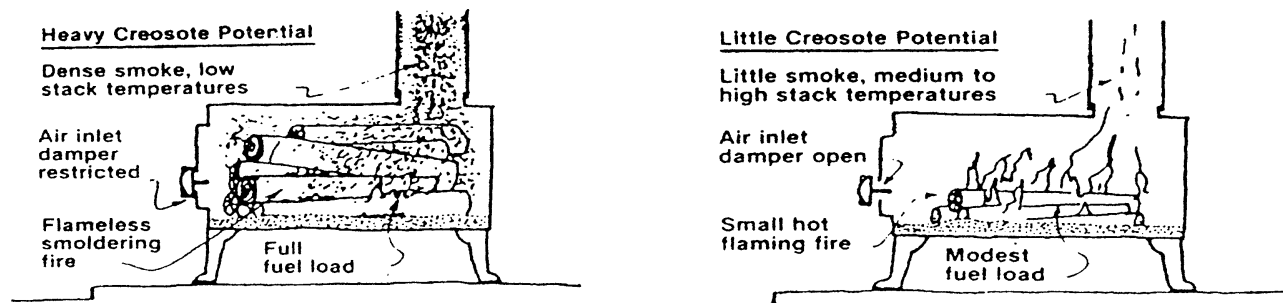 Heavy Creosote Potential
Dense smoke, low
stack temperatures
Air inlet
damper
restricted
Flameless
smoldering
fire
Full
fuel load
Little Creosote Potential
Little smoke, medium to
high stack temperatures
Air inlet
damper open
Small hot
flaming fire
Modest
fuel load